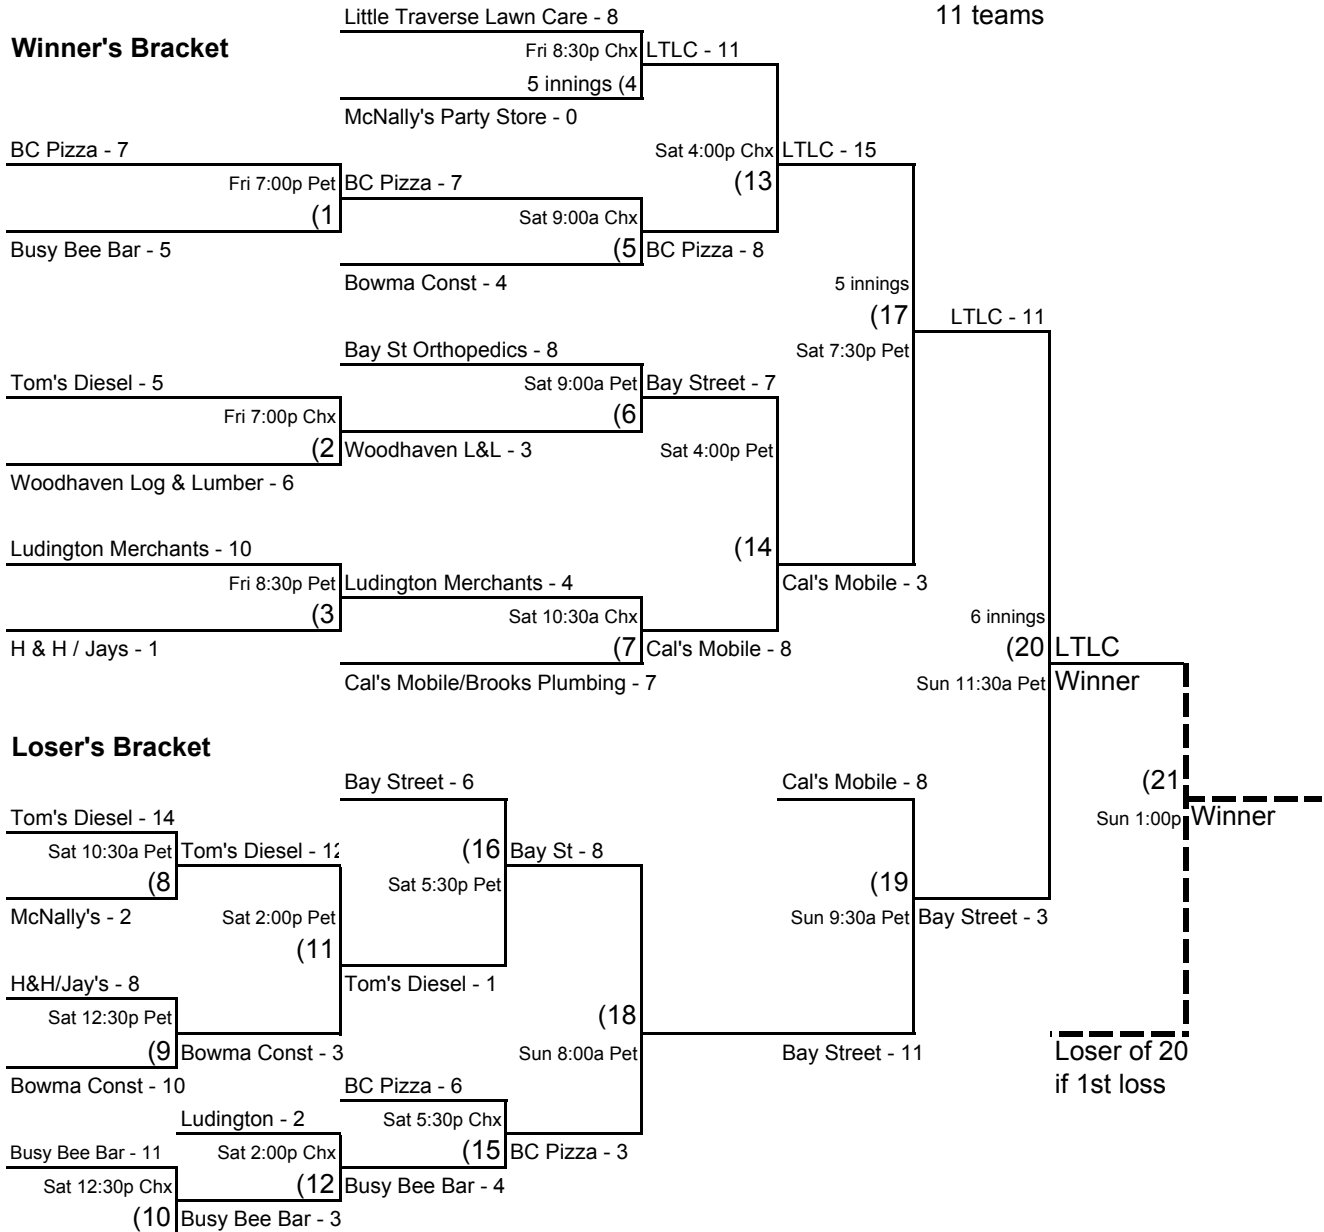 Little Traverse Lawn Care - 8
11 teams
Winner's Bracket
Fri 8:30p Chx
LTLC - 11
5 innings (4
McNally's Party Store - 0
BC Pizza - 7
Sat 4:00p Chx
LTLC - 15
Fri 7:00p Pet
BC Pizza - 7
(13
(1
Sat 9:00a Chx
Busy Bee Bar - 5
(5
BC Pizza - 8
Bowma Const - 4
5 innings
(17
LTLC - 11
Bay St Orthopedics - 8
Sat 7:30p Pet
Tom's Diesel - 5
Sat 9:00a Pet
Bay Street - 7
Fri 7:00p Chx
(6
(2
Woodhaven L&L - 3
Sat 4:00p Pet
Woodhaven Log & Lumber - 6
Ludington Merchants - 10
(14
Fri 8:30p Pet
Ludington Merchants - 4
Cal's Mobile - 3
(3
Sat 10:30a Chx
6 innings
H & H / Jays - 1
(7
Cal's Mobile - 8
(20
LTLC
Cal's Mobile/Brooks Plumbing - 7
Sun 11:30a Pet
Winner
Loser's Bracket
Bay Street - 6
Cal's Mobile - 8
(21
Tom's Diesel - 14
Sun 1:00p
Winner
Sat 10:30a Pet
Tom's Diesel - 12
(16
Bay St - 8
(8
Sat 5:30p Pet
(19
McNally's - 2
Sat 2:00p Pet
Sun 9:30a Pet
Bay Street - 3
(11
H&H/Jay's - 8
Tom's Diesel - 1
Sat 12:30p Pet
(18
(9
Bowma Const - 3
Sun 8:00a Pet
Bay Street - 11
Loser of 20
Bowma Const - 10
BC Pizza - 6
if 1st loss
Ludington - 2
Sat 5:30p Chx
Busy Bee Bar - 11
Sat 2:00p Chx
(15
BC Pizza - 3
Sat 12:30p Chx
(12
Busy Bee Bar - 4
(10
Busy Bee Bar - 3